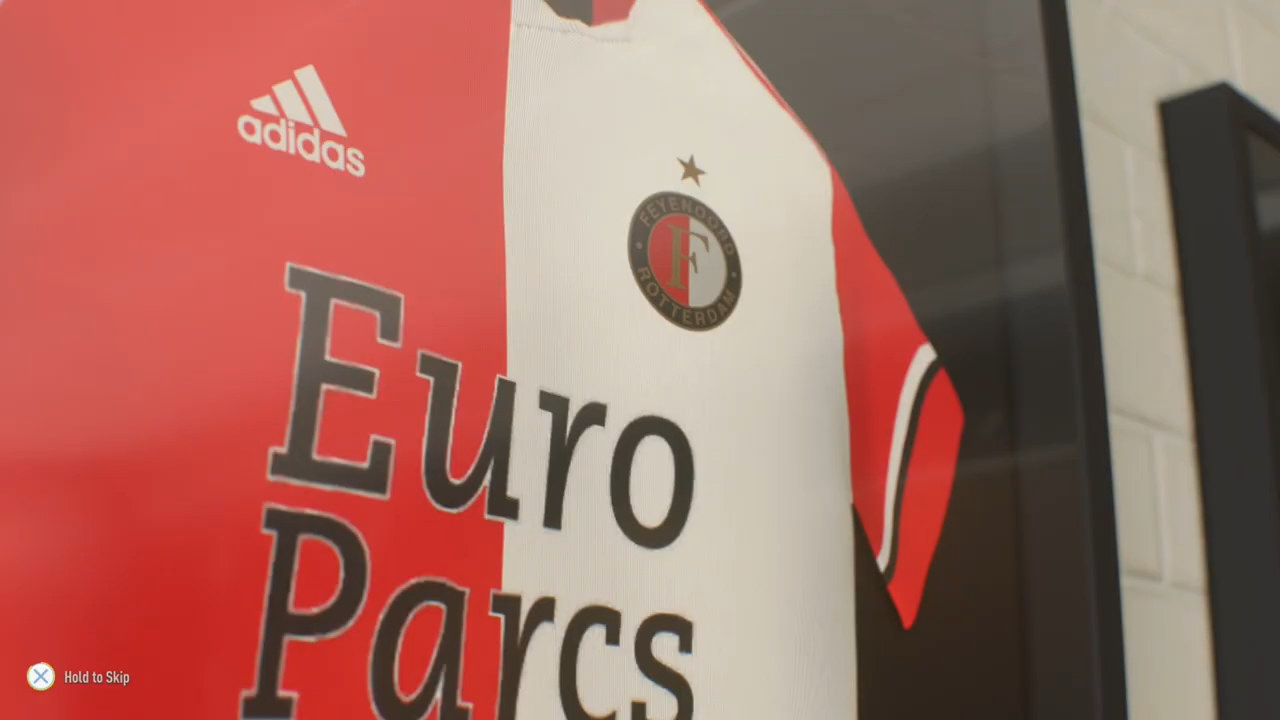 adidas
FEYENOORD
F
ROTTERDAM
Euro
Parcs
Hold to Skip